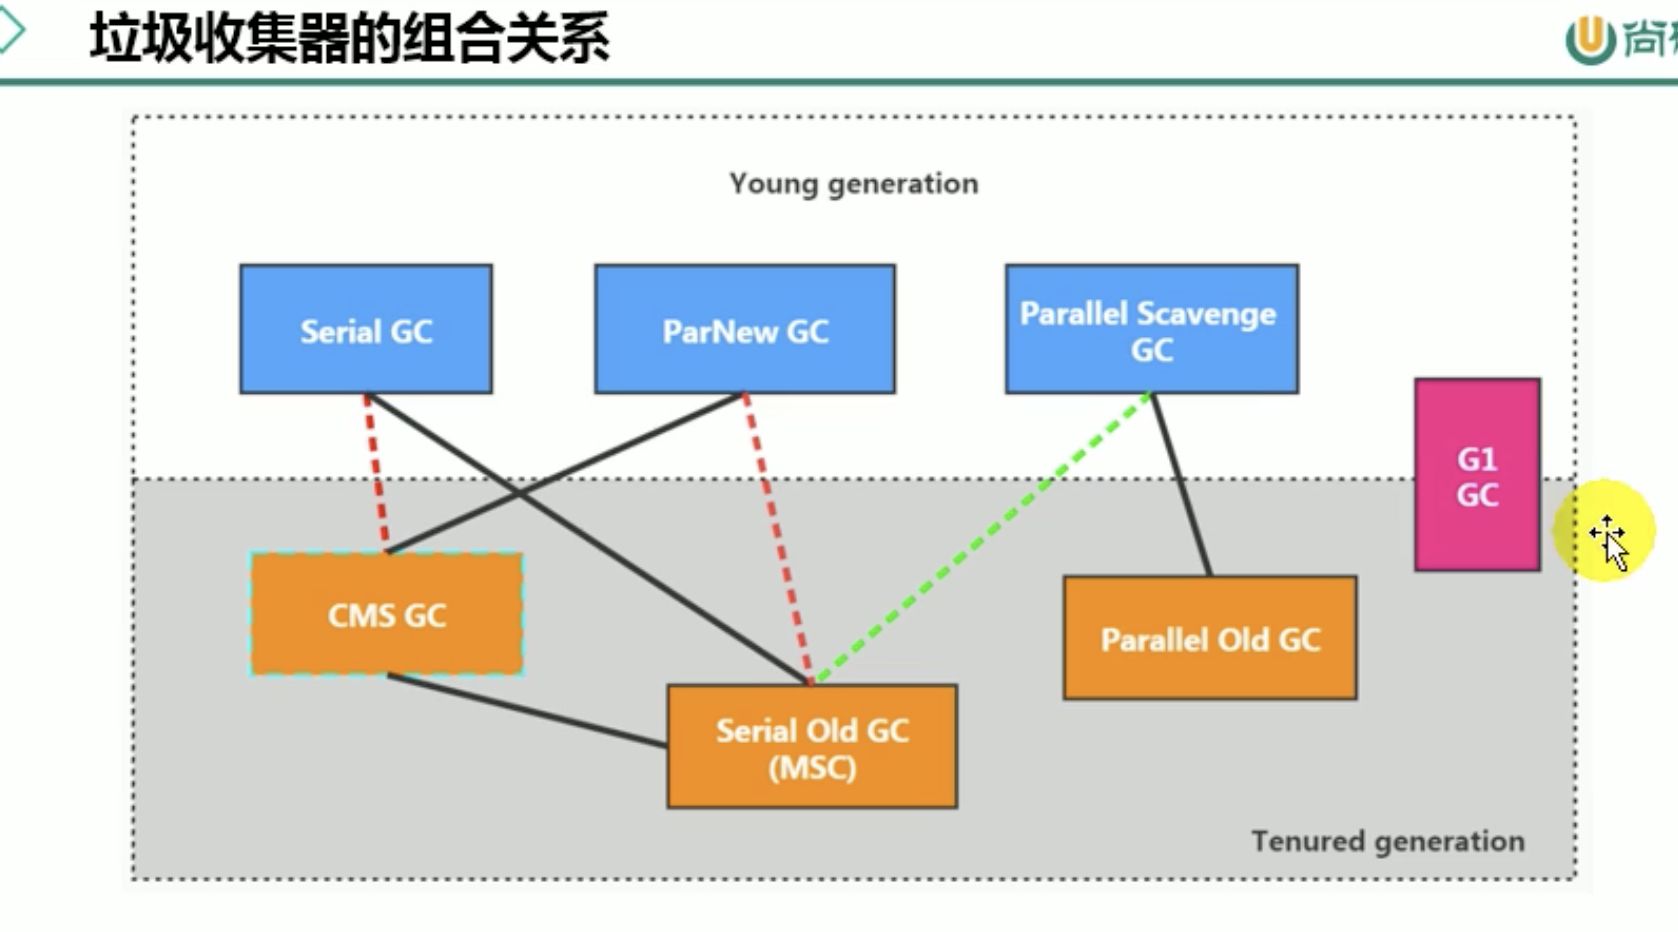 垃圾收集器的组合关系
尚
Young generation
Serial GC
ParNew GC
Parallel Scavenge
GC
G1
GC
CMS GC
Parallel Old GC
Serial Old GC
(MSC)
Tenured generation